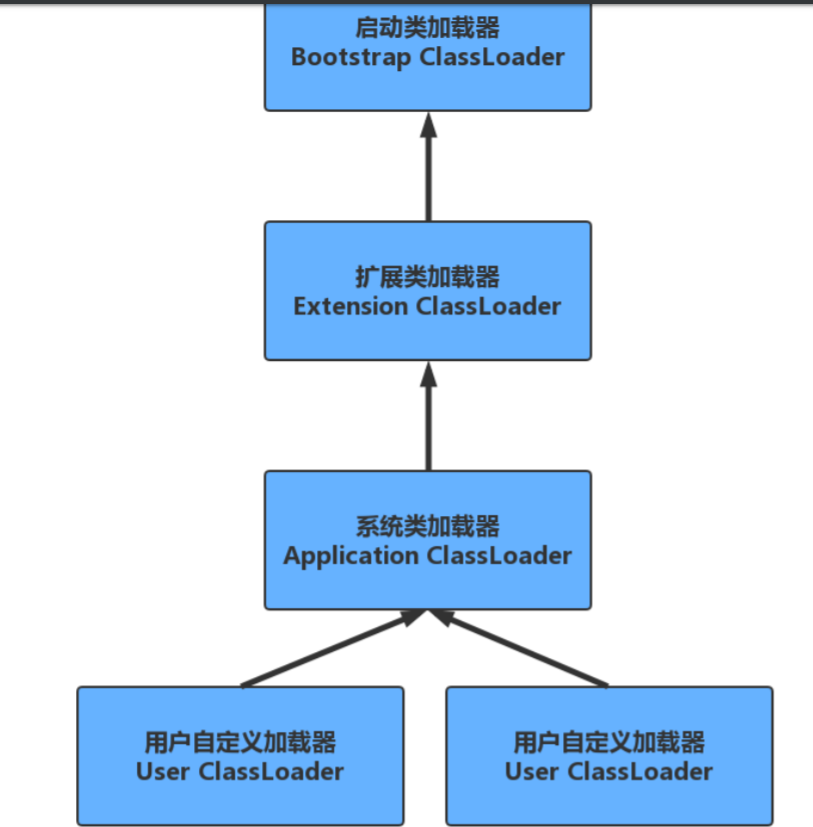 启动类加载器
Bootstrap ClassLoader
扩展类加载器
Extension ClassLoader
系统类加载器
Application ClassLoader
用户自定义加载器
User ClassLoader
用户自定义加载器
User ClassLoader